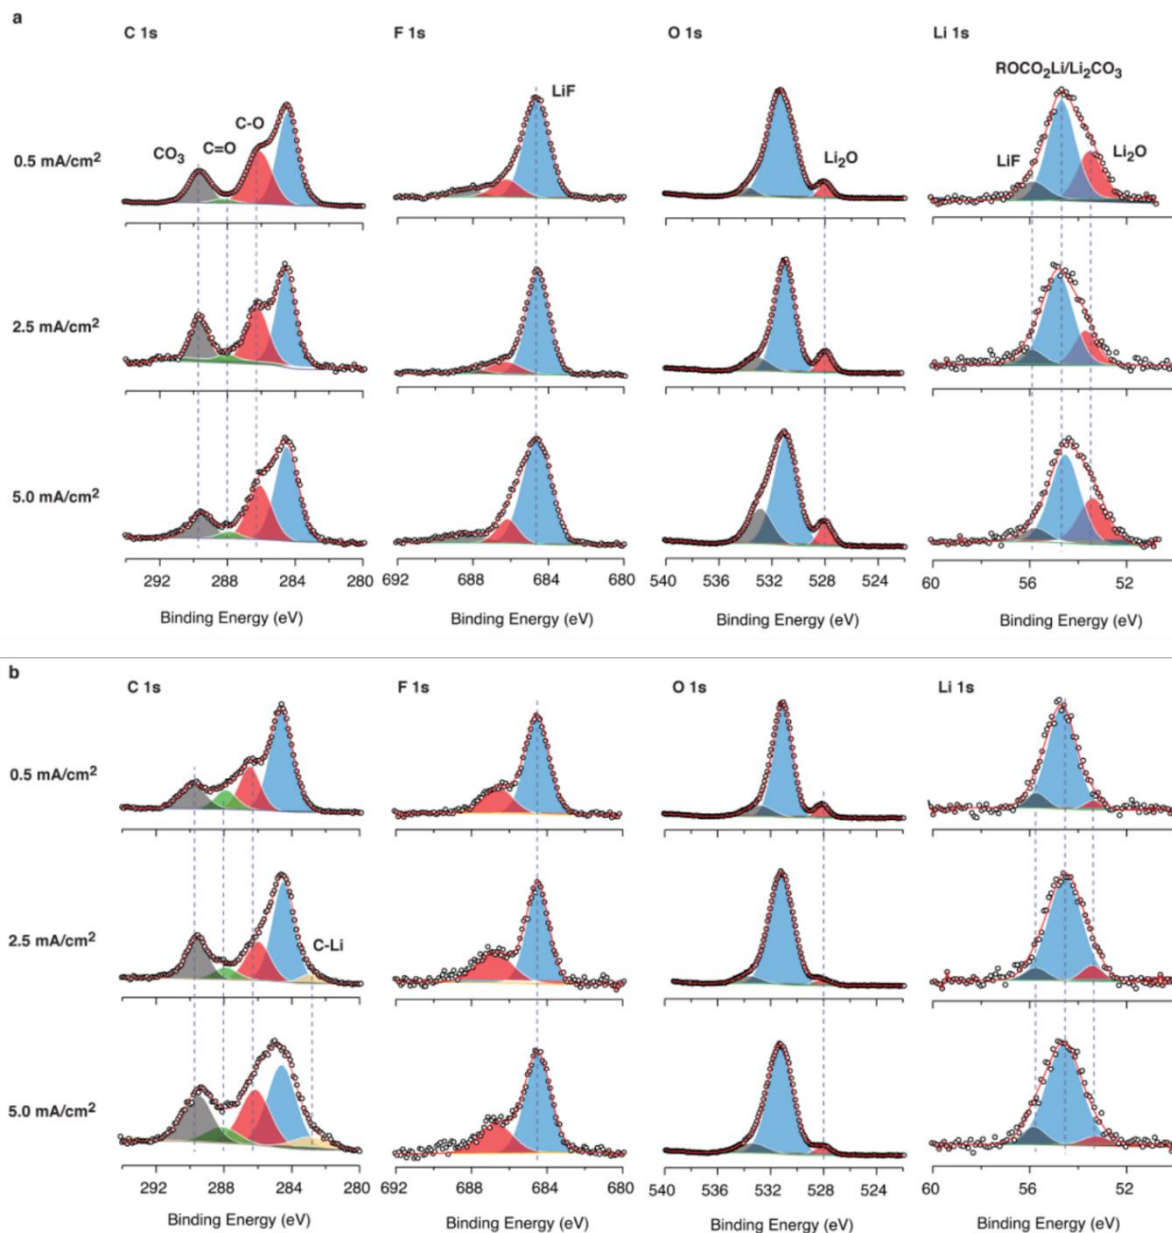 a
C 1s F 1s O 1s Li 1s
ROCO2Li/Li2CO3
LiF
C-O
0.5 mA/cm2 CO3 C=O Li2O LiF Li2O
2.5 mA/cm2
5.0 mA/cm2
292 288 284 280 692 688 684 680 540 536 532 528 524 60 56 52
Binding Energy (eV) Binding Energy (eV) Binding Energy (eV) Binding Energy (eV)
b
C 1s F 1s O 1s Li 1s
0.5 mA/cm2
2.5 mA/cm2 C-Li
5.0 mA/cm2
292 288 284 280 692 688 684 680 540 536 532 528 524 60 56 52
Binding Energy (eV) Binding Energy (eV) Binding Energy (eV) Binding Energy (eV)